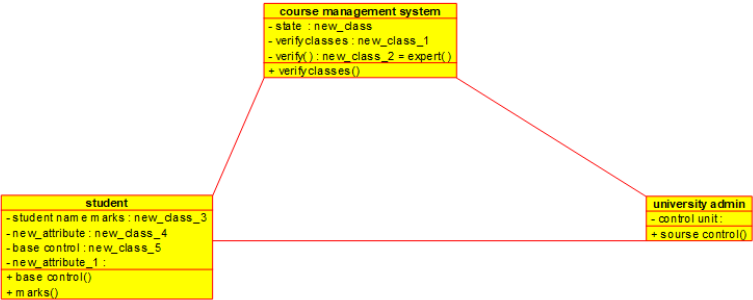 course management system
- state : new_class
- verifyclasses : new_class_1
- verify() : new_class_2 = expert()
+ verifyclasses()
student
- student name marks : new_class_3
- new_attribute : new_class_4
- base control : new_class_5
- new_attribute_1 :
+ base control()
+ marks()
university admin
- control unit :
+ sourse control()